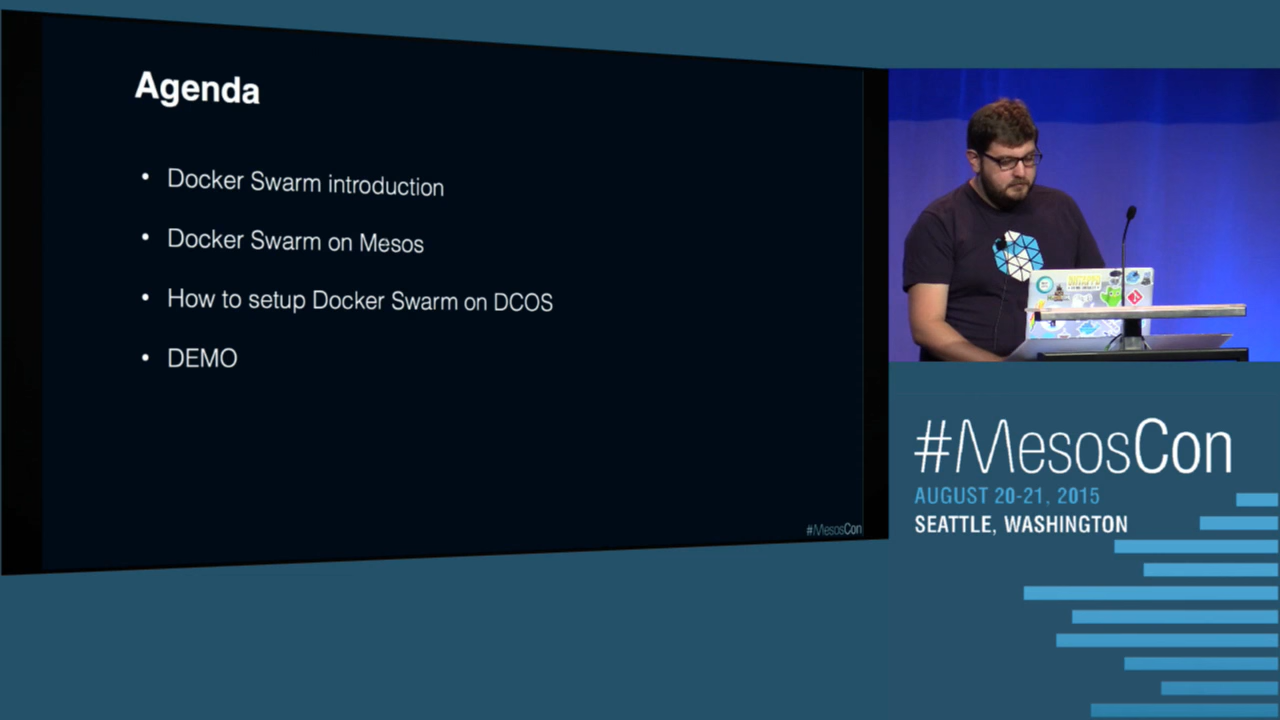 Agenda
• Docker Swarm introduction
• Docker Swarm on Mesos
• How to setup Docker Swarm on DCOS
• DEMO
#MesosCon
#MesosCon
AUGUST 20-21, 2015
SEATTLE, WASHINGTON